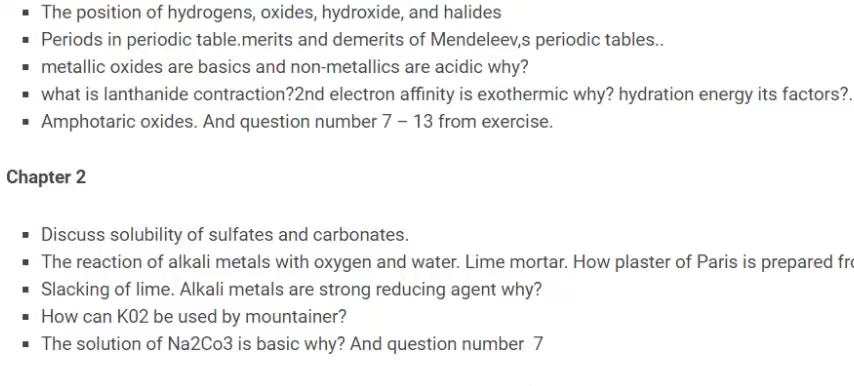 The position of hydrogens, oxides, hydroxide, and halides
Periods in periodic table.merits and demerits of Mendeleev,s periodic tables..
metallic oxides are basics and non-metallics are acidic why?
what is lanthanide contraction?2nd electron affinity is exothermic why? hydration energy its factors?.
Amphotaric oxides. And question number 7 – 13 from exercise.
Chapter 2
Discuss solubility of sulfates and carbonates.
The reaction of alkali metals with oxygen and water. Lime mortar. How plaster of Paris is prepared
Slacking of lime. Alkali metals are strong reducing agent why?
How can K02 be used by mountainer?
The solution of Na2Co3 is basic why? And question number 7